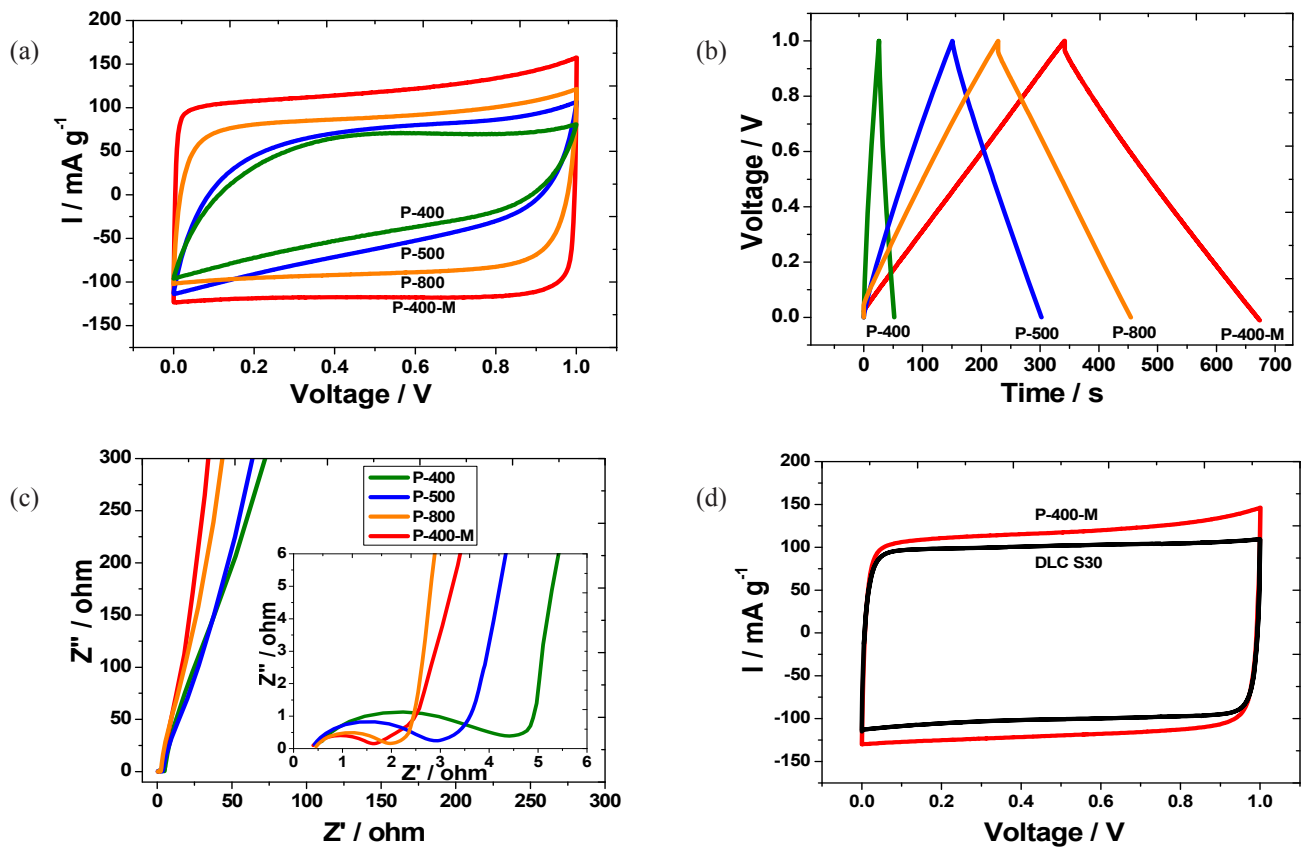 (a)
200
150
100
50
0
-50
-100
-150
I / mA g-1
P-400
P-500
P-800
P-400-M
0.0 0.2 0.4 0.6 0.8 1.0
Voltage / V
(b)
1.0
0.8
0.6
0.4
0.2
0.0
Voltage / V
P-400 P-500 P-800 P-400-M
0 100 200 300 400 500 600 700
Time / s
(c)
300
250
200
150
100
50
0
Z'' / ohm
P-400
P-500
P-800
P-400-M
6
5
4
3
2
1
0
Z'' / ohm
0 1 2 3 4 5 6
Z' / ohm
0 50 100 150 200 250 300
Z' / ohm
(d)
200
150
100
50
0
-50
-100
-150
I / mA g-1
P-400-M
DLC S30
0.0 0.2 0.4 0.6 0.8 1.0
Voltage / V